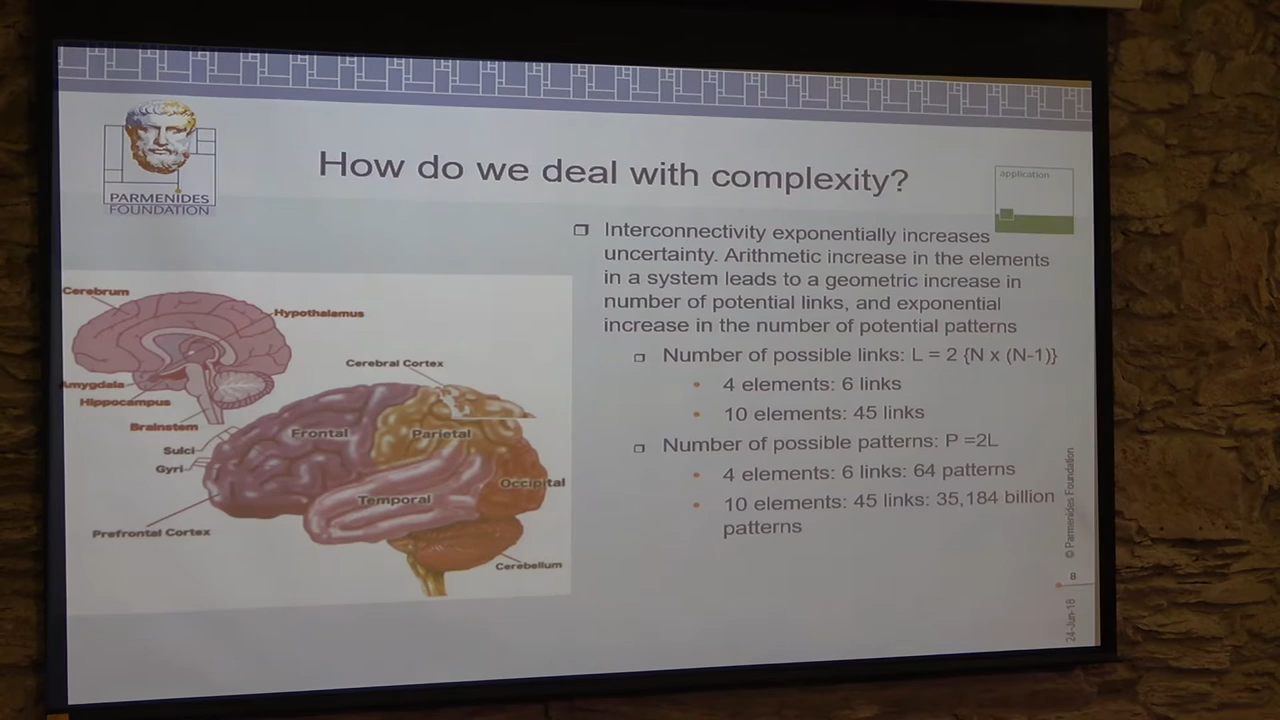 PARMENIDES
FOUNDATION
How do we deal with complexity?
application
Interconnectivity exponentially increases
uncertainty. Arithmetic increase in the elements
in a system leads to a geometric increase in
number of potential links, and exponential
increase in the number of potential patterns
Number of possible links: L = 2 {N x (N-1)}
4 elements: 6 links
10 elements: 45 links
Number of possible patterns: P =2L
4 elements: 6 links: 64 patterns
10 elements: 45 links: 35,184 billion
patterns
Cerebrum
Hypothalamus
Amygdala
Hippocampus
Brainstem
Cerebral Cortex
Sulci
Gyri
Frontal
Parietal
Temporal
Occipital
Prefrontal Cortex
Cerebellum
© Parmenides Foundation
8
24-Jun-18